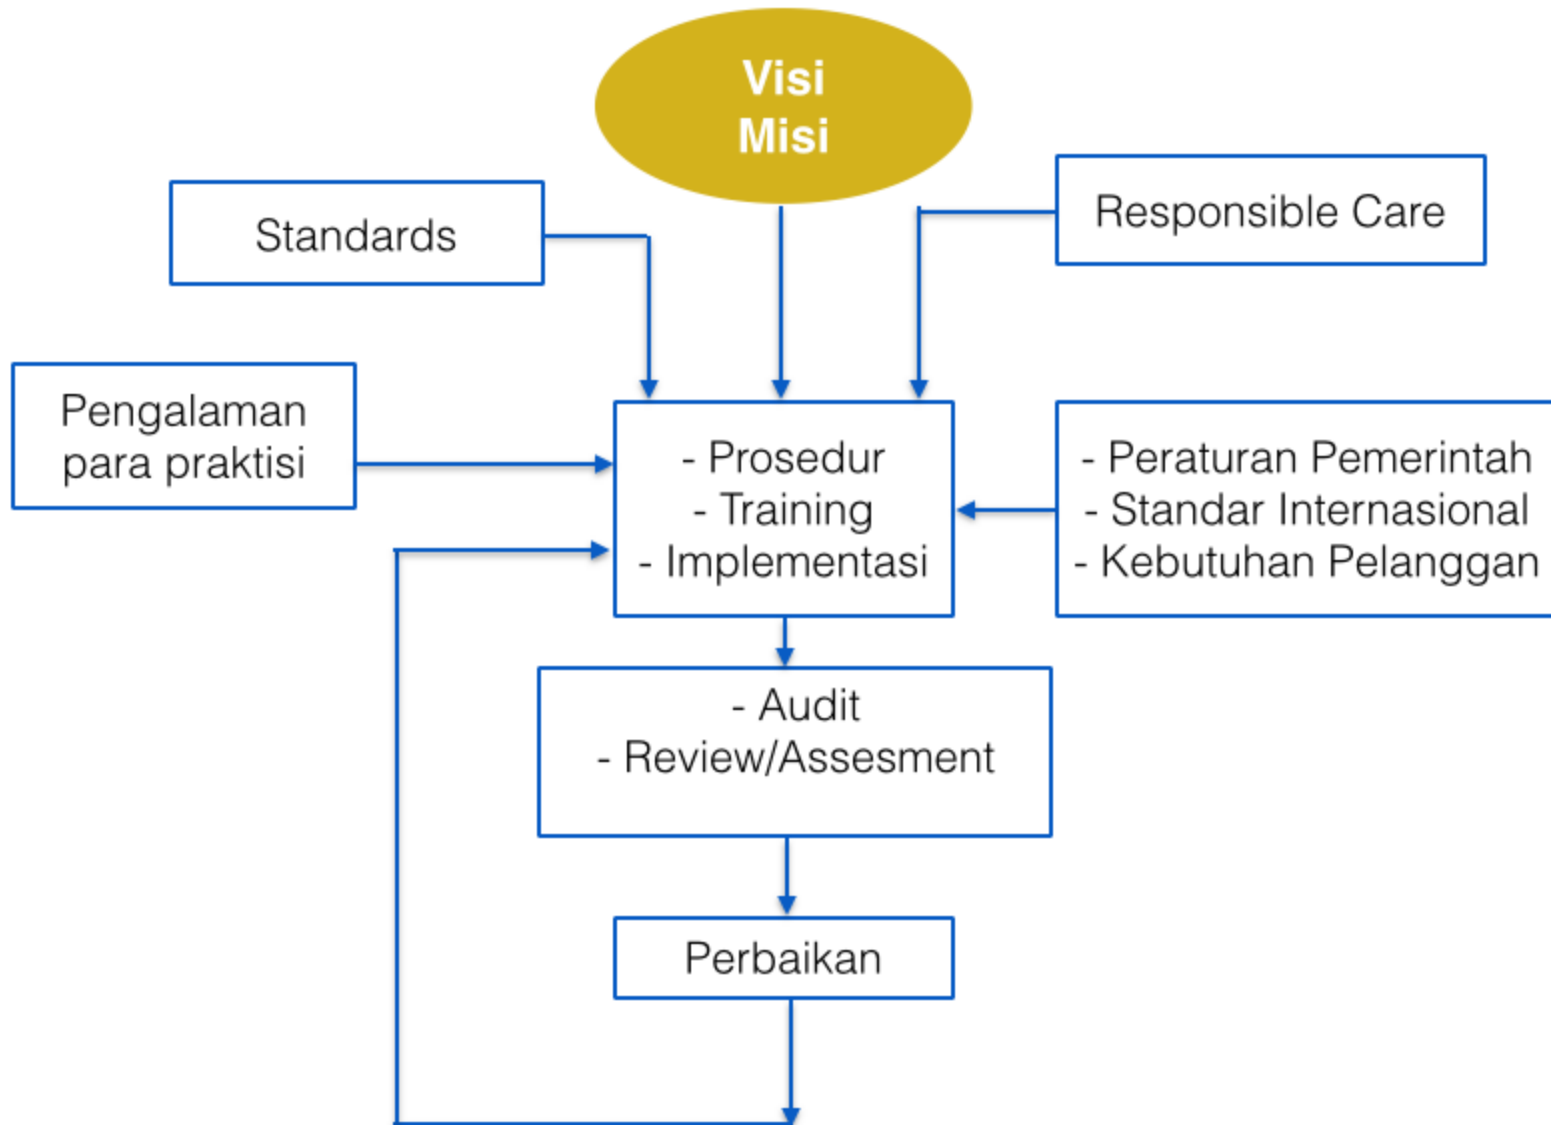 Visi
Misi
Standards
Responsible Care
Pengalaman
para praktisi
- Prosedur
- Training
- Implementasi
- Peraturan Pemerintah
- Standar Internasional
- Kebutuhan Pelanggan
- Audit
- Review/Assesment
Perbaikan